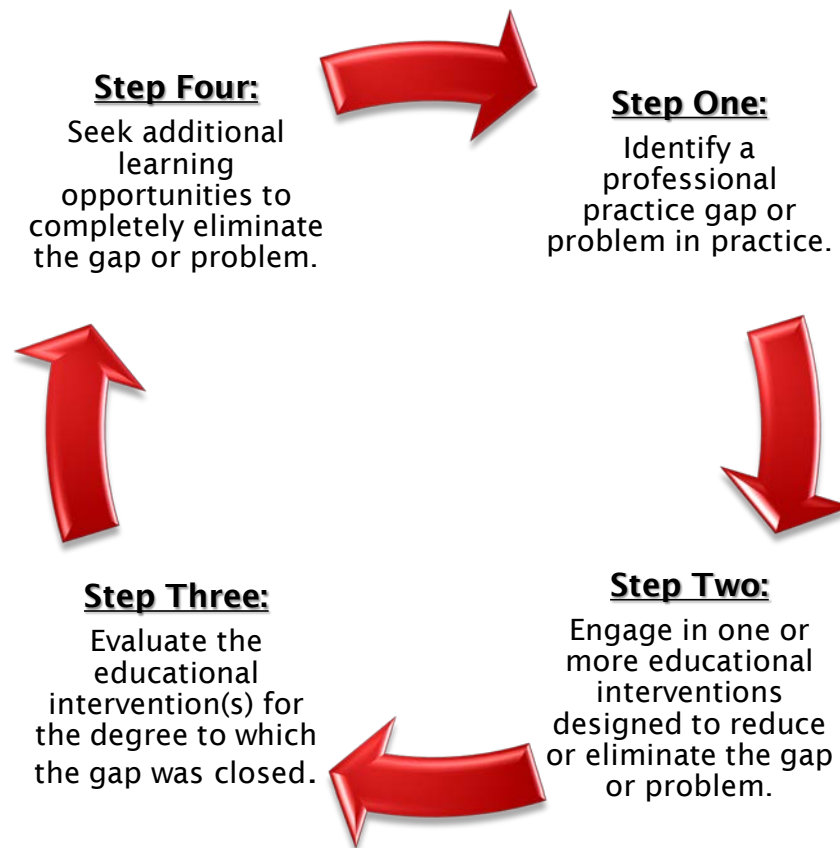 Step Four:
Seek additional
learning
opportunities to
completely eliminate
the gap or problem.
Step One:
Identify a
professional
practice gap or
problem in practice.
Step Three:
Evaluate the
educational
intervention(s) for
the degree to which
the gap was closed.
Step Two:
Engage in one or
more educational
interventions
designed to reduce
or eliminate the gap
or problem.